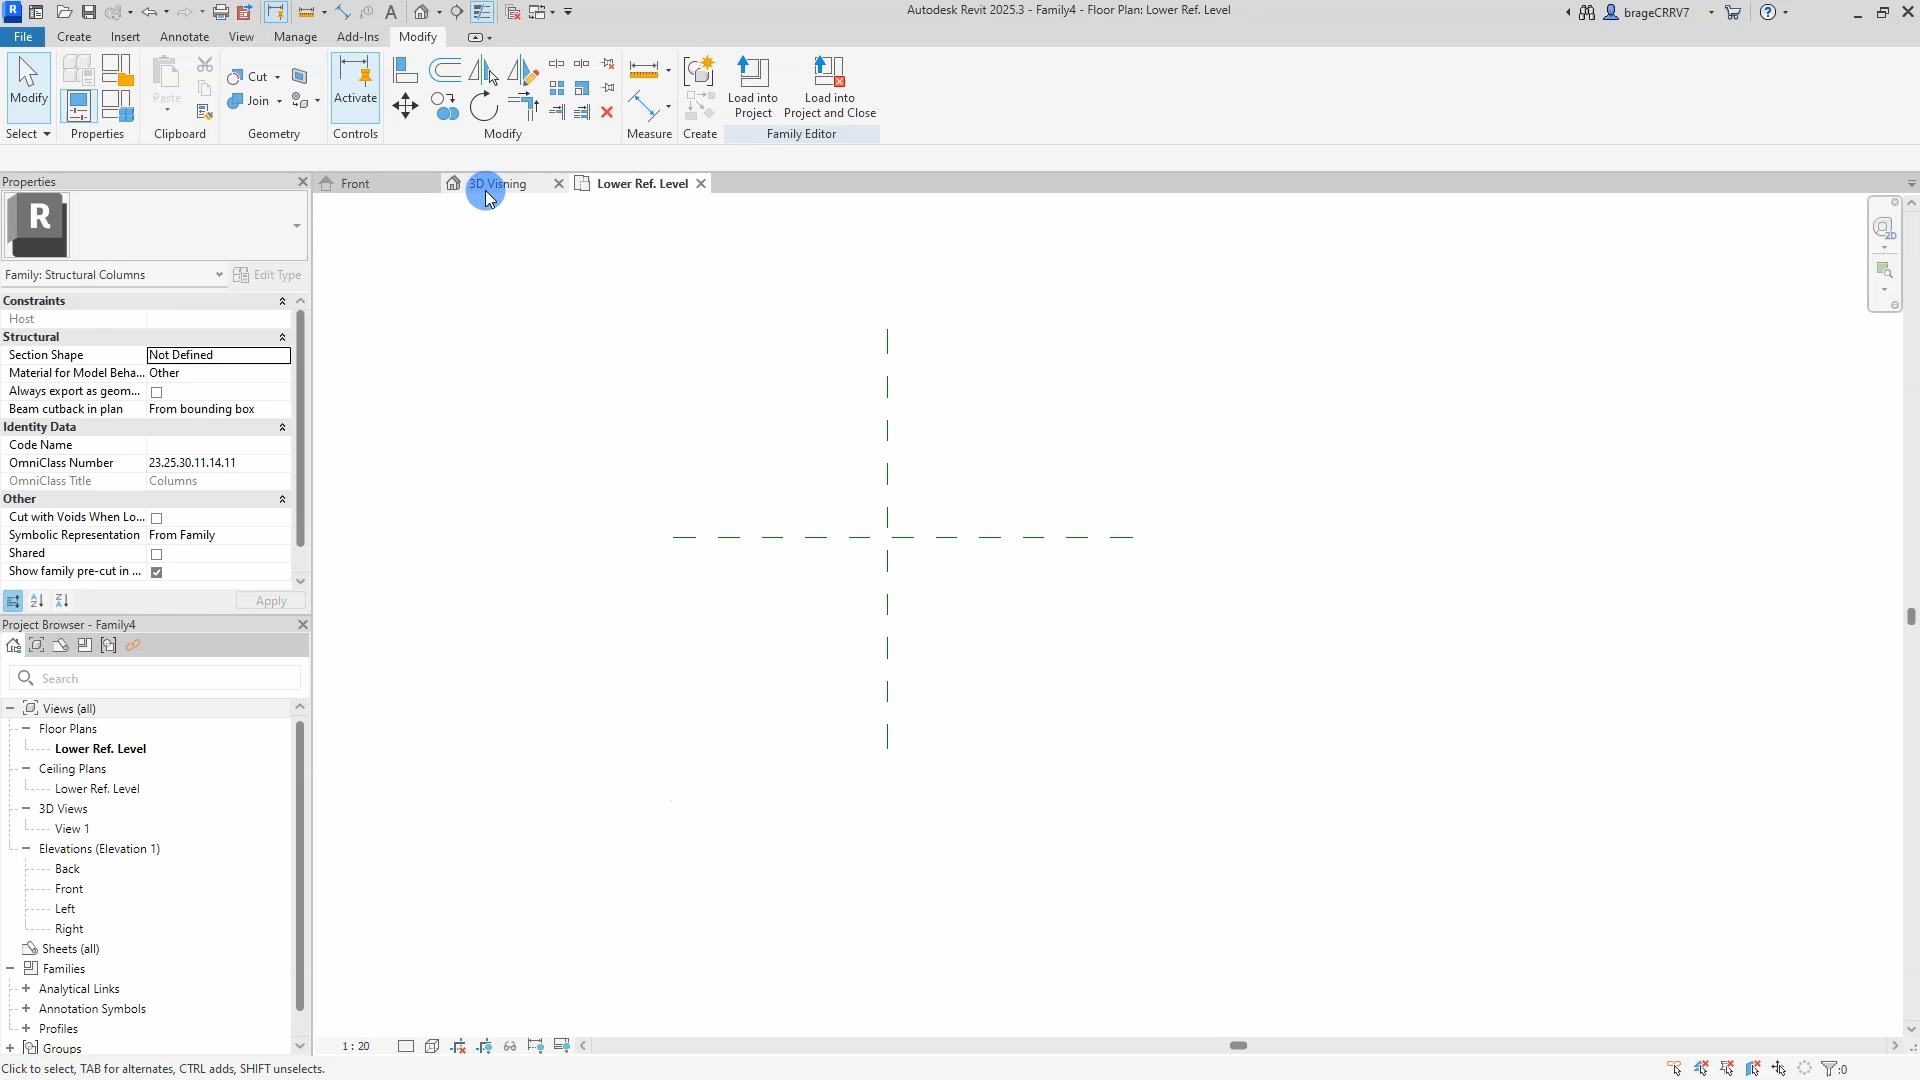 Autodesk Revit 2025.3 - Family4 - Floor Plan: Lower Ref. Level
brageCRRV7
File Create Insert Annotate View Manage Add-Ins Modify
Modify
Paste
Cut
Join
Activate
Load into Project
Load into Project and Close
Select Properties Clipboard Geometry Controls Modify Measure Create Family Editor
Properties
Front
3D Visning
Lower Ref. Level
R
2D
Family: Structural Columns
Edit Type
Constraints
Host
Structural
Section Shape Not Defined
Material for Model Beha... Other
Always export as geom...
Beam cutback in plan From bounding box
Identity Data
Code Name
OmniClass Number 23.25.30.11.14.11
OmniClass Title Columns
Other
Cut with Voids When Lo...
Symbolic Representation From Family
Shared
Show family pre-cut in ...
Apply
Project Browser - Family4
Search
Views (all)
Floor Plans
Lower Ref. Level
Ceiling Plans
Lower Ref. Level
3D Views
View 1
Elevations (Elevation 1)
Back
Front
Left
Right
Sheets (all)
Families
Analytical Links
Annotation Symbols
Profiles
Groups
1 : 20
Click to select, TAB for alternates, CTRL adds, SHIFT unselects.
:0